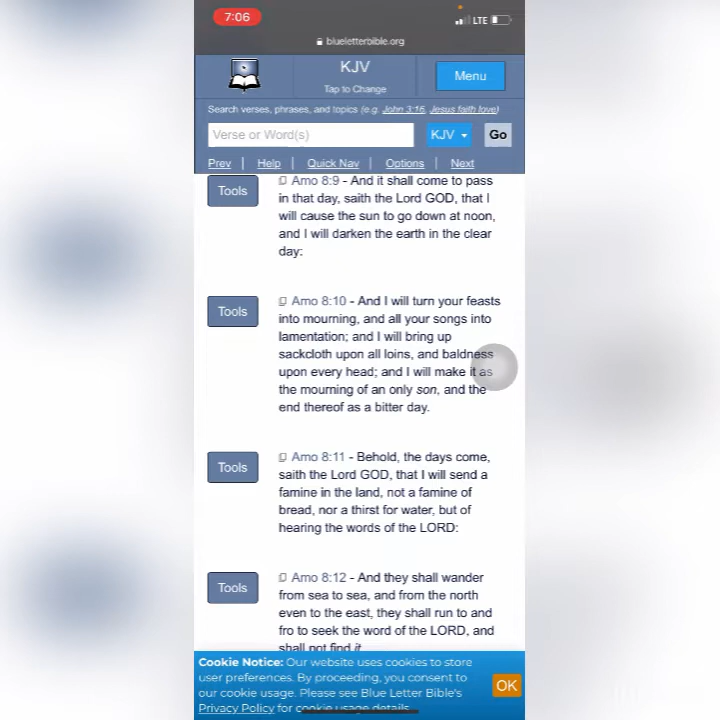 7:06
LTE
blueletterbible.org
KJV
Tap to Change
Menu
Search verses, phrases, and topics (e.g. John 3:16, Jesus faith love)
Verse or Word(s)
KJV
Go
Prev | Help | Quick Nav | Options | Next
Tools
Amo 8:9 - And it shall come to pass
in that day, saith the Lord GOD, that I
will cause the sun to go down at noon,
and I will darken the earth in the clear
day:
Tools
Amo 8:10 - And I will turn your feasts
into mourning, and all your songs into
lamentation; and I will bring up
sackcloth upon all loins, and baldness
upon every head; and I will make it as
the mourning of an only son, and the
end thereof as a bitter day.
Tools
Amo 8:11 - Behold, the days come,
saith the Lord GOD, that I will send a
famine in the land, not a famine of
bread, nor a thirst for water, but of
hearing the words of the LORD:
Tools
Amo 8:12 - And they shall wander
from sea to sea, and from the north
even to the east, they shall run to and
fro to seek the word of the LORD, and
shall not find it
Cookie Notice: Our website uses cookies to store
user preferences. By proceeding, you consent to
our cookie usage. Please see Blue Letter Bible's
Privacy Policy for cookie usage details.
OK